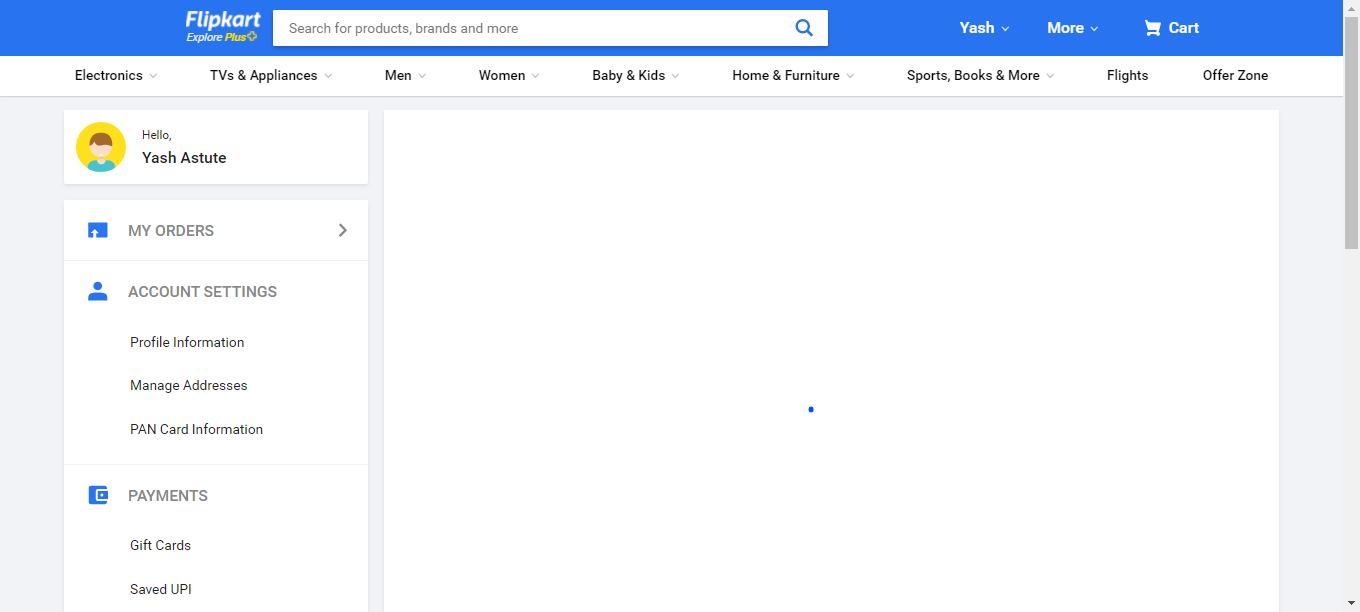 Flipkart
Explore Plus
Search for products, brands and more
Yash
More
Cart
Electronics
TVs & Appliances
Men
Women
Baby & Kids
Home & Furniture
Sports, Books & More
Flights
Offer Zone
Hello,
Yash Astute
MY ORDERS
ACCOUNT SETTINGS
Profile Information
Manage Addresses
PAN Card Information
PAYMENTS
Gift Cards
Saved UPI